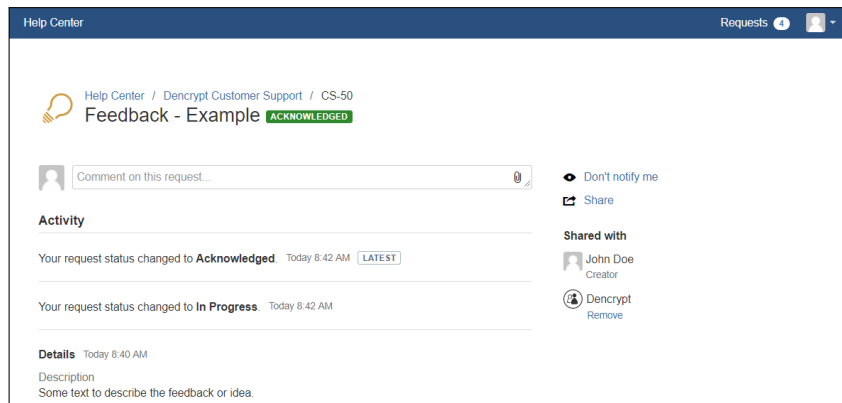 Help Center
Requests 4
Help Center / Dencrypt Customer Support / CS-50
Feedback - Example ACKNOWLEDGED
Comment on this request...
Don't notify me
Share
Activity
Shared with
Your request status changed to Acknowledged. Today 8:42 AM LATEST
John Doe
Creator
Your request status changed to In Progress. Today 8:42 AM
Dencrypt
Remove
Details Today 8:40 AM
Description
Some text to describe the feedback or idea.